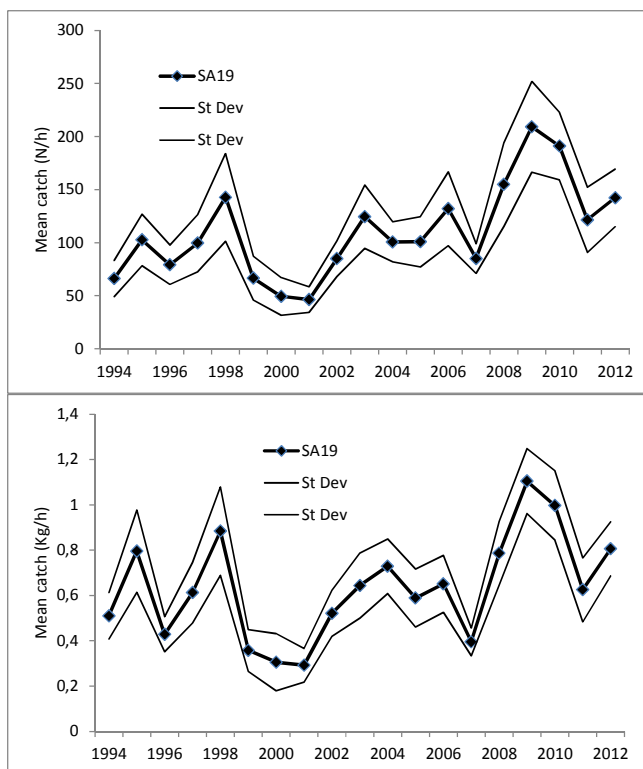 300
250
200
150
100
50
0
Mean catch (N/h)
SA19
St Dev
St Dev
1994 1996 1998 2000 2002 2004 2006 2008 2010 2012
1,4
1,2
1
0,8
0,6
0,4
0,2
0
Mean catch (Kg/h)
SA19
St Dev
St Dev
1994 1996 1998 2000 2002 2004 2006 2008 2010 2012